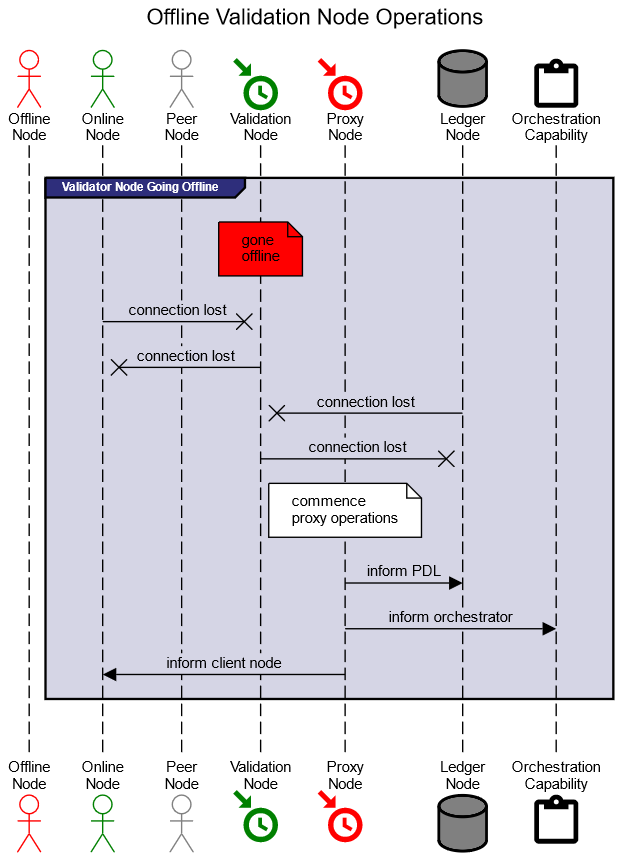 Offline Validation Node Operations
Offline Node
Online Node
Peer Node
Validation Node
Proxy Node
Ledger Node
Orchestration Capability
Validator Node Going Offline
gone
offline
connection lost
connection lost
connection lost
connection lost
commence
proxy operations
inform PDL
inform orchestrator
inform client node
Offline Node
Online Node
Peer Node
Validation Node
Proxy Node
Ledger Node
Orchestration Capability